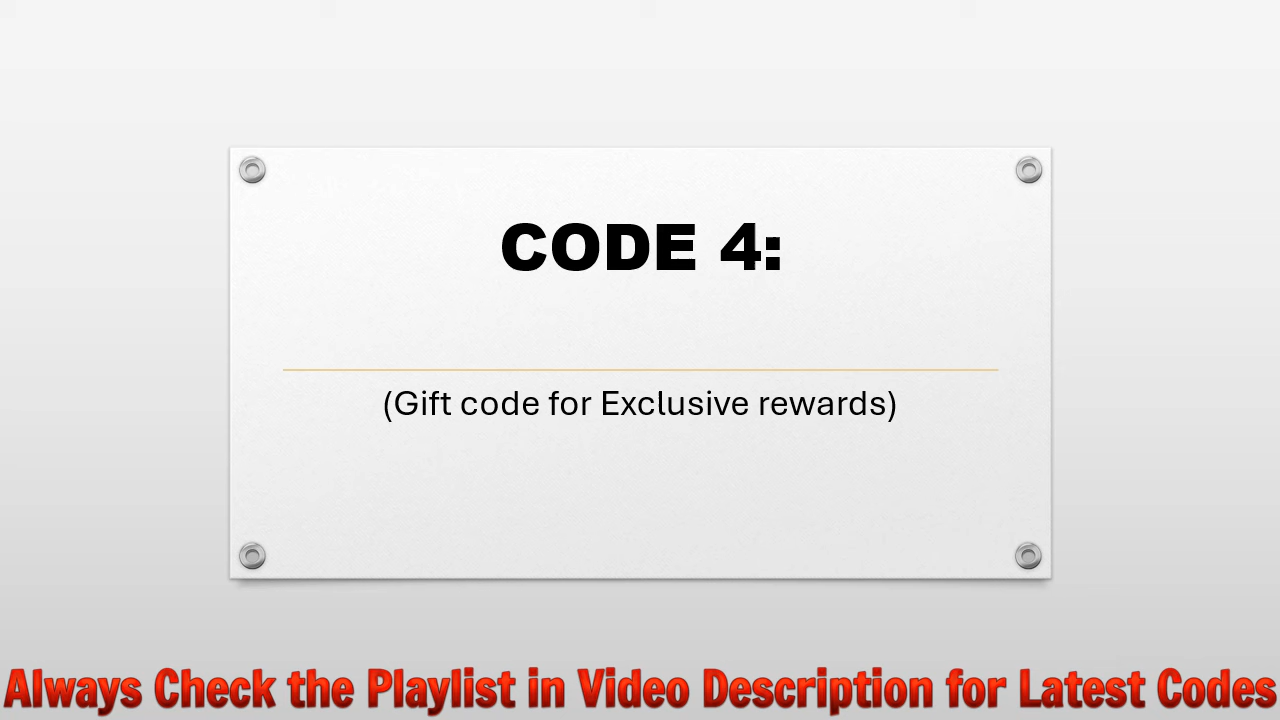 CODE 4:
(Gift code for Exclusive rewards)
Always Check the Playlist in Video Description for Latest Codes